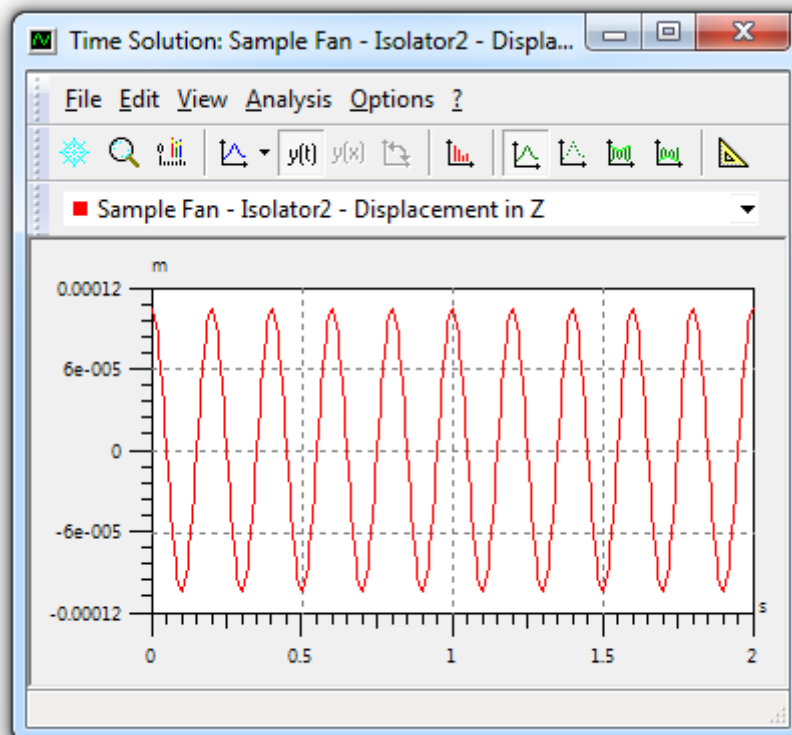 Time Solution: Sample Fan - Isolator2 - Displa...
File Edit View Analysis Options ?
y(t) y(x)
Sample Fan - Isolator2 - Displacement in Z
m
0.00012
6e-005
0
-6e-005
-0.00012
s
0 0.5 1 1.5 2